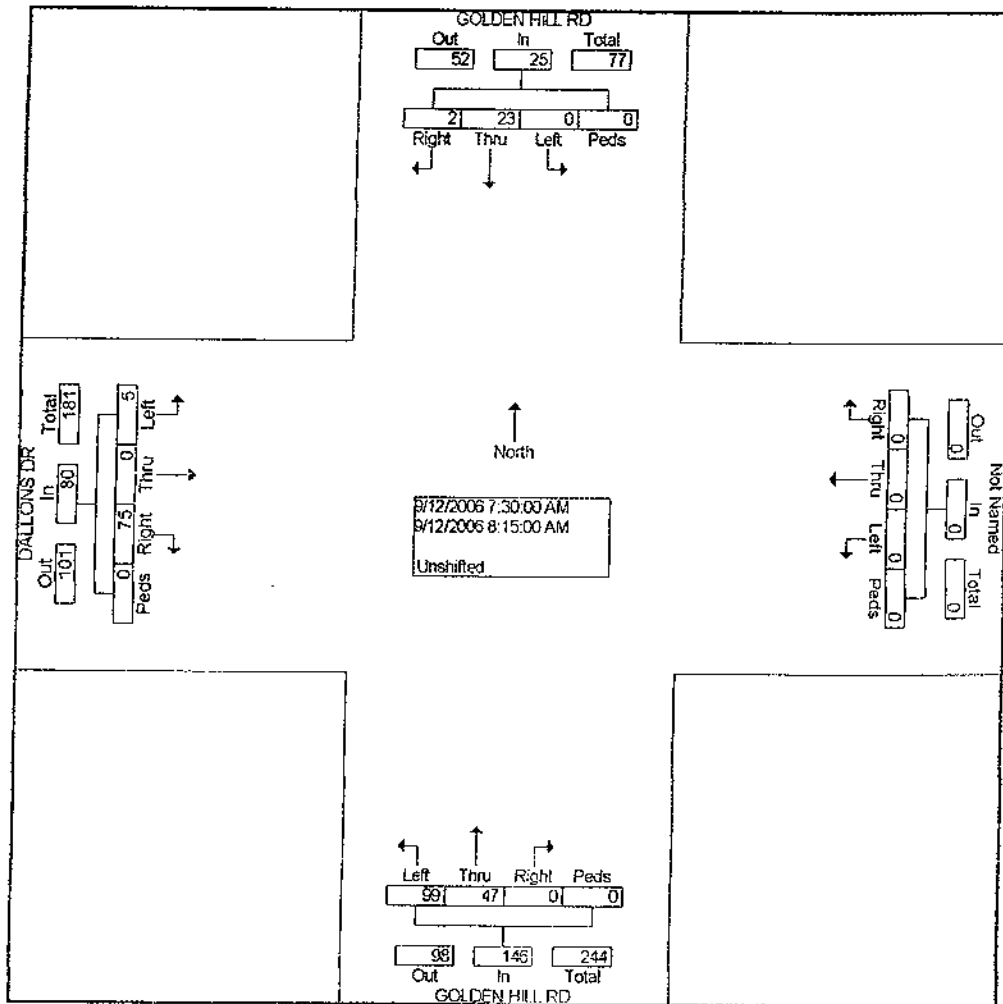 GOLDEN HILL RD
Out In Total
52 25 77
2 23 0 0
Right Thru Left Peds
DALLONS DR
Out In Total
101 80 181
Left Thru Right Peds
5 0 75 0
North
9/12/2006 7:30:00 AM
9/12/2006 8:15:00 AM
Unshifted
Right Thru Left Peds
0 0 0 0
Out In Total
0 0 0
Not Named
Left Thru Right Peds
99 47 0 0
98 146 244
Out In Total
GOLDEN HILL RD